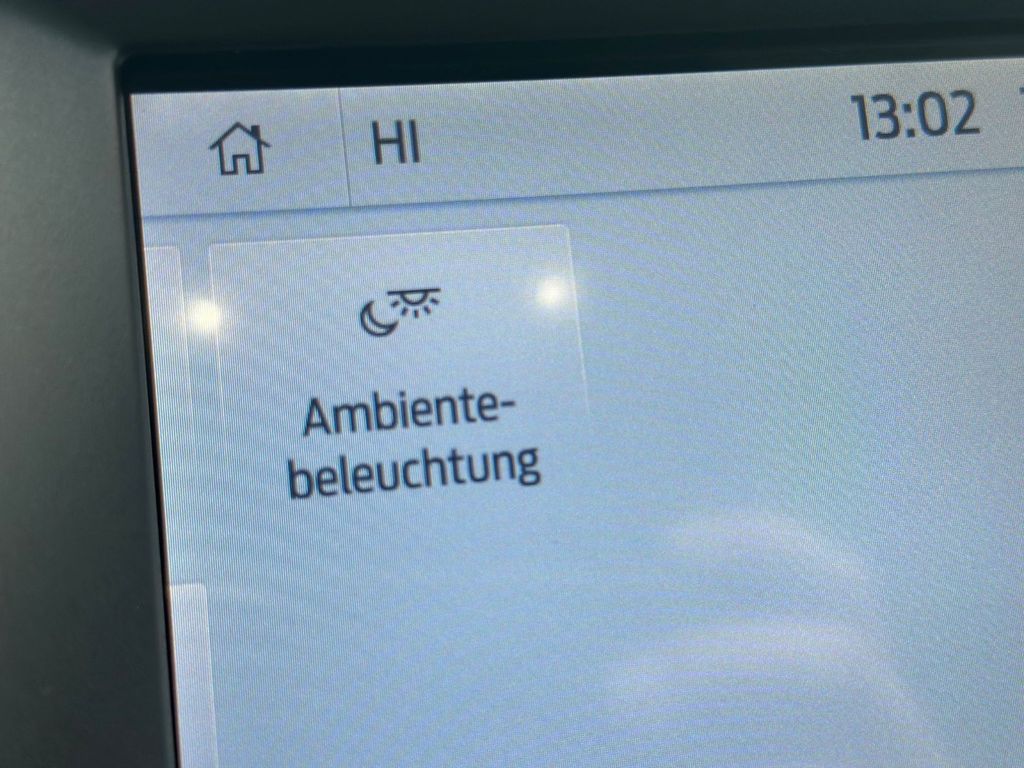 HI 13:02
Ambiente-
beleuchtung